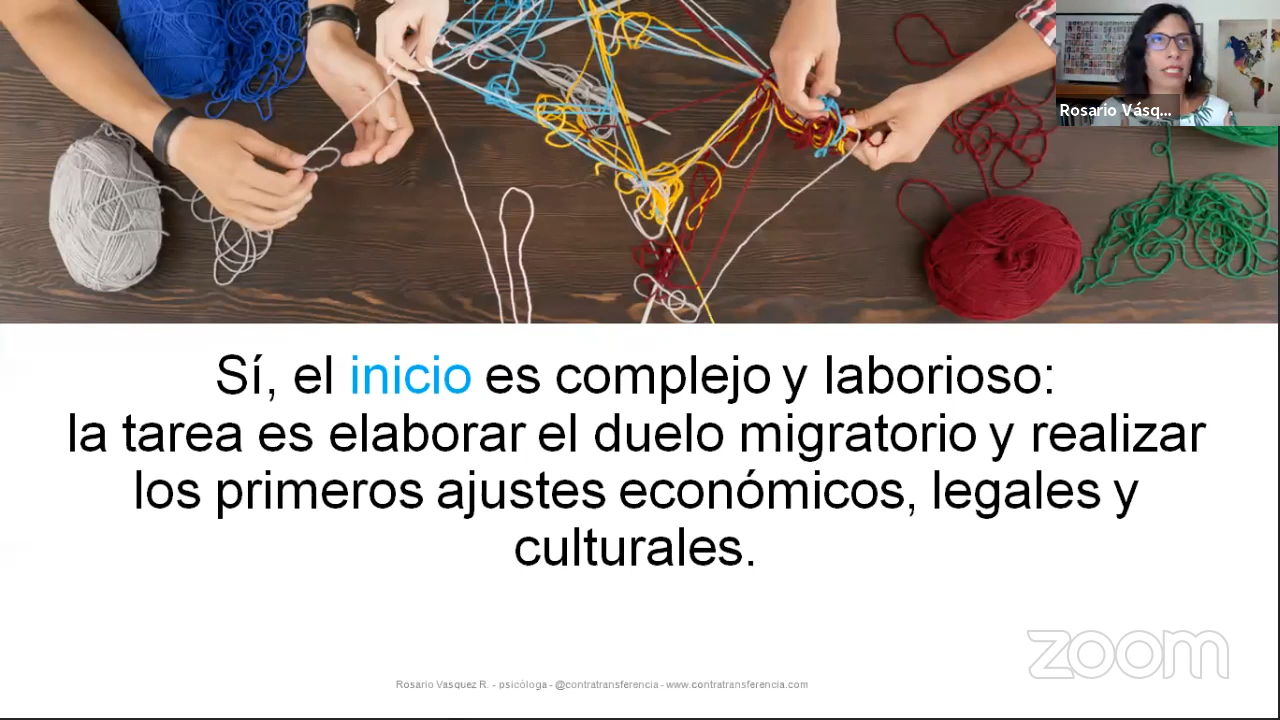 Rosario Vásq...
Sí, el inicio es complejo y laborioso:
la tarea es elaborar el duelo migratorio y realizar
los primeros ajustes económicos, legales y
culturales.
zoom
Rosario Vasquez R. - psicóloga - @contratransferencia - www.contratransferencia.com